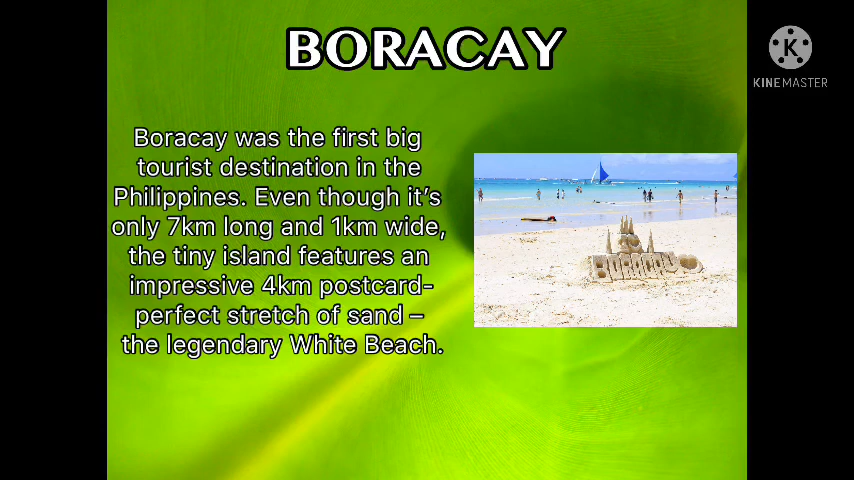 BORACAY
K
KINEMASTER
Boracay was the first big
tourist destination in the
Philippines. Even though it's
only 7km long and 1km wide,
the tiny island features an
impressive 4km postcard-
perfect stretch of sand –
the legendary White Beach.
BORACAY